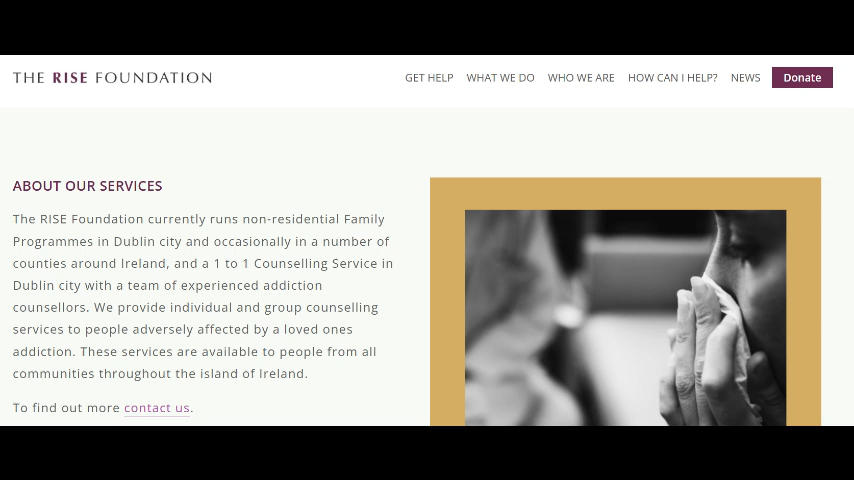 THE RISE FOUNDATION
GET HELP WHAT WE DO WHO WE ARE HOW CAN I HELP? NEWS Donate
ABOUT OUR SERVICES
The RISE Foundation currently runs non-residential Family
Programmes in Dublin city and occasionally in a number of
counties around Ireland, and a 1 to 1 Counselling Service in
Dublin city with a team of experienced addiction
counsellors. We provide individual and group counselling
services to people adversely affected by a loved ones
addiction. These services are available to people from all
communities throughout the island of Ireland.
To find out more contact us.